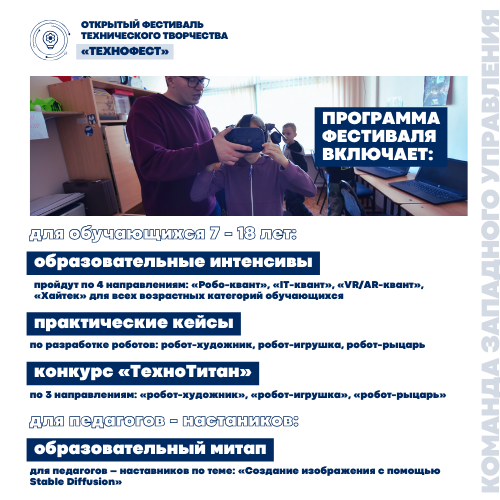 ОТКРЫТЫЙ ФЕСТИВАЛЬ
ТЕХНИЧЕСКОГО ТВОРЧЕСТВА
«ТЕХНОФЕСТ»
ПРОГРАММА
ФЕСТИВАЛЯ
ВКЛЮЧАЕТ:
для обучающихся 7 - 18 лет:
образовательные интенсивы
пройдут по 4 направлениям: «Робо-квант», «IT-квант», «VR/AR-квант»,
«Хайтек» для всех возрастных категорий обучающихся
практические кейсы
по разработке роботов: робот-художник, робот-игрушка, робот-рыцарь
конкурс «ТехноТитан»
по 3 направлениям: «робот-художник», «робот-игрушка», «робот-рыцарь»
для педагогов - настаников:
образовательный митап
для педагогов – наставников по теме: «Создание изображения с помощью
Stable Diffusion»
КОМАНДА ЗАПАДНОГО УПРАВЛЕНИЯ